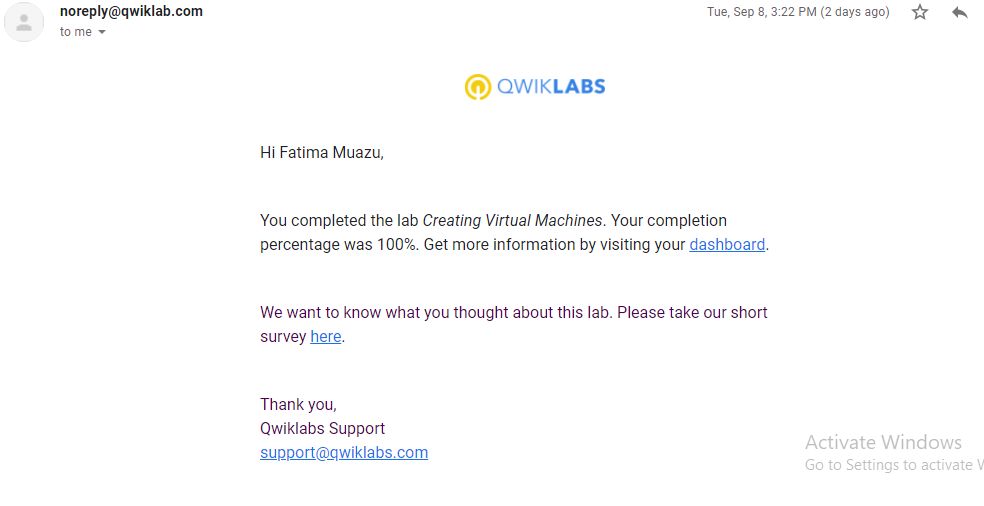 noreply@qwiklab.com
Tue, Sep 8, 3:22 PM (2 days ago)
to me
QWIKLABS
Hi Fatima Muazu,
You completed the lab Creating Virtual Machines. Your completion
percentage was 100%. Get more information by visiting your dashboard.
We want to know what you thought about this lab. Please take our short
survey here.
Thank you,
Qwiklabs Support
support@qwiklabs.com
Activate Windows
Go to Settings to activate